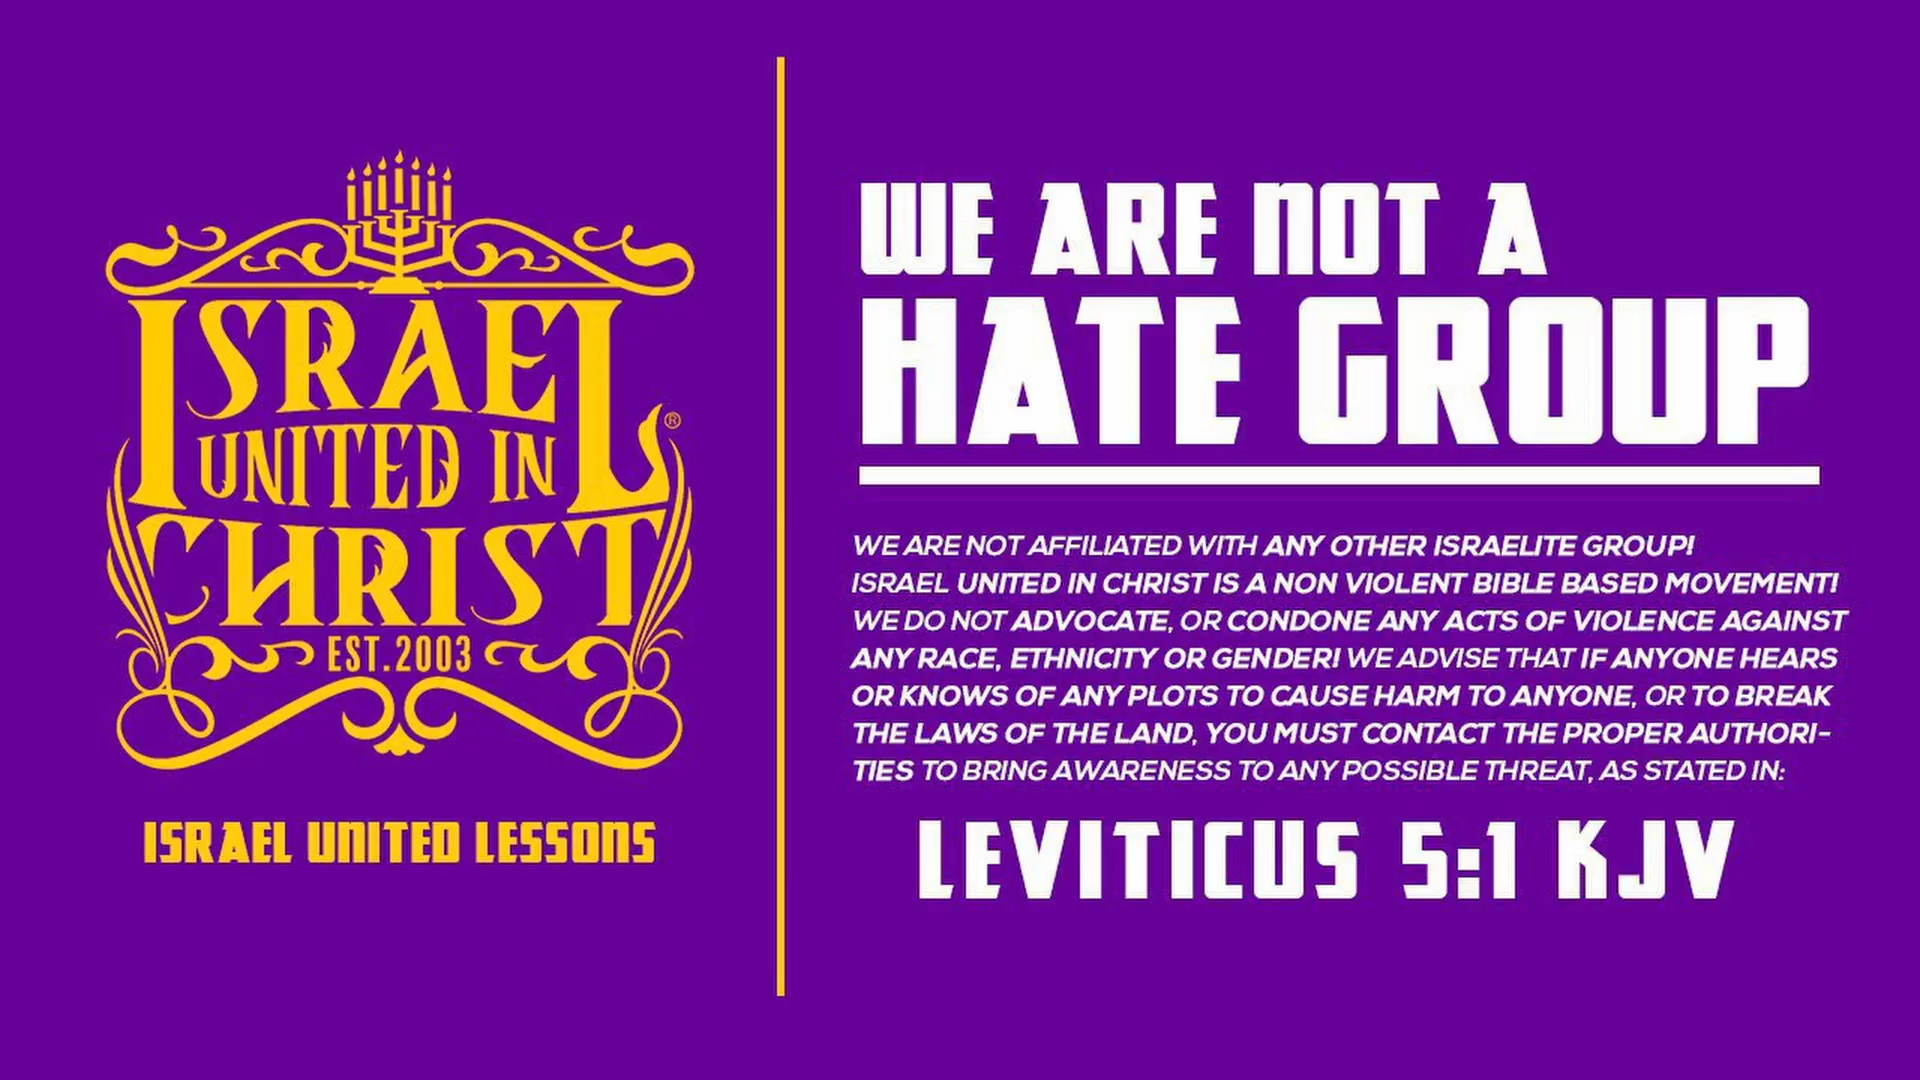 ISRAEL
UNITED IN
CHRIST
®
EST. 2003
ISRAEL UNITED LESSONS
WE ARE NOT A
HATE GROUP
WE ARE NOT AFFILIATED WITH ANY OTHER ISRAELITE GROUP!
ISRAEL UNITED IN CHRIST IS A NON VIOLENT BIBLE BASED MOVEMENT!
WE DO NOT ADVOCATE, OR CONDONE ANY ACTS OF VIOLENCE AGAINST
ANY RACE, ETHNICITY OR GENDER! WE ADVISE THAT IF ANYONE HEARS
OR KNOWS OF ANY PLOTS TO CAUSE HARM TO ANYONE, OR TO BREAK
THE LAWS OF THE LAND, YOU MUST CONTACT THE PROPER AUTHORI-
TIES TO BRING AWARENESS TO ANY POSSIBLE THREAT, AS STATED IN:
LEVITICUS 5:1 KJV